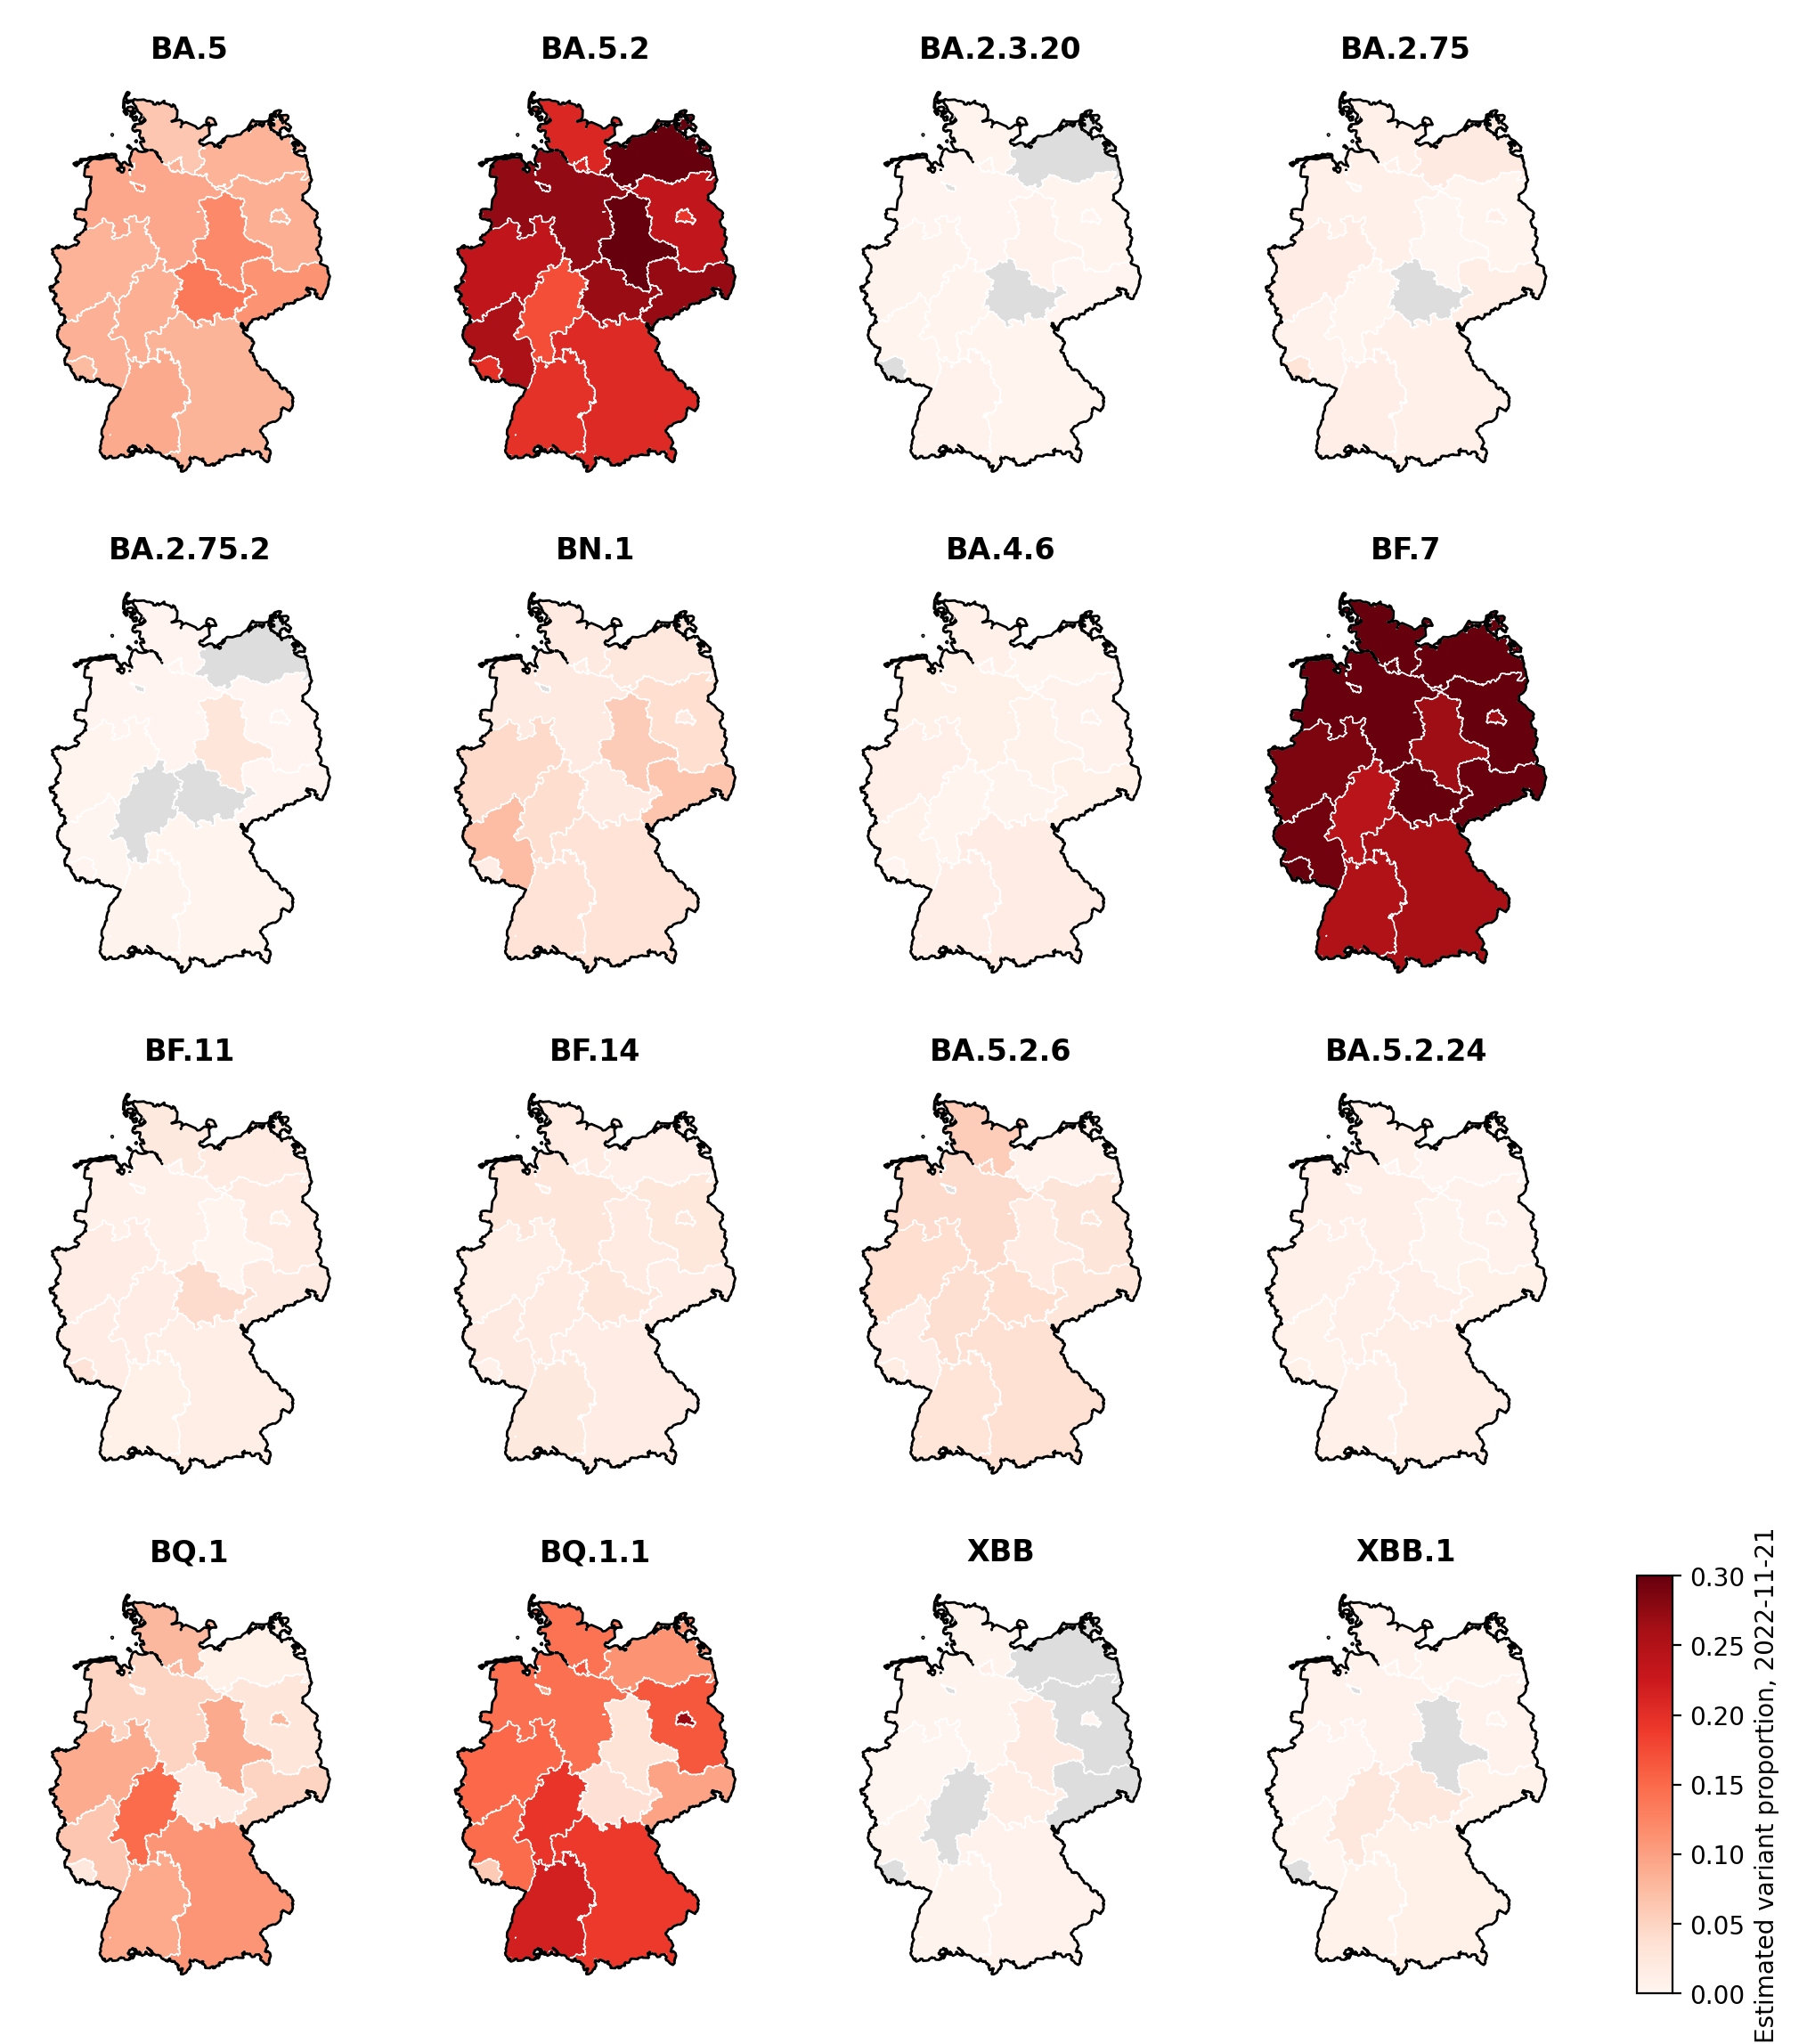 BA.5
BA.5.2
BA.2.3.20
BA.2.75
BA.2.75.2
BN.1
BA.4.6
BF.7
BF.11
BF.14
BA.5.2.6
BA.5.2.24
BQ.1
BQ.1.1
XBB
XBB.1
0.30
0.25
0.20
0.15
0.10
0.05
0.00
Estimated variant proportion, 2022-11-21